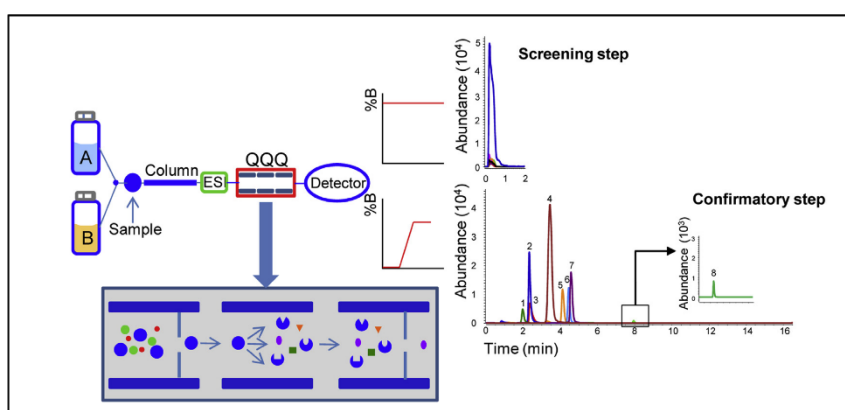 A
B
Column
Sample
ESI
QQQ
Detector
%B
%B
Screening step
Abundance (10⁴)
5
4
3
2
1
0
0 1 2
Confirmatory step
Abundance (10⁴)
4
3
2
1
0
1
2
3
4
5
6
7
0 2 4 6 8 10 12 14 16
Time (min)
Abundance (10³)
3
2
1
0
8